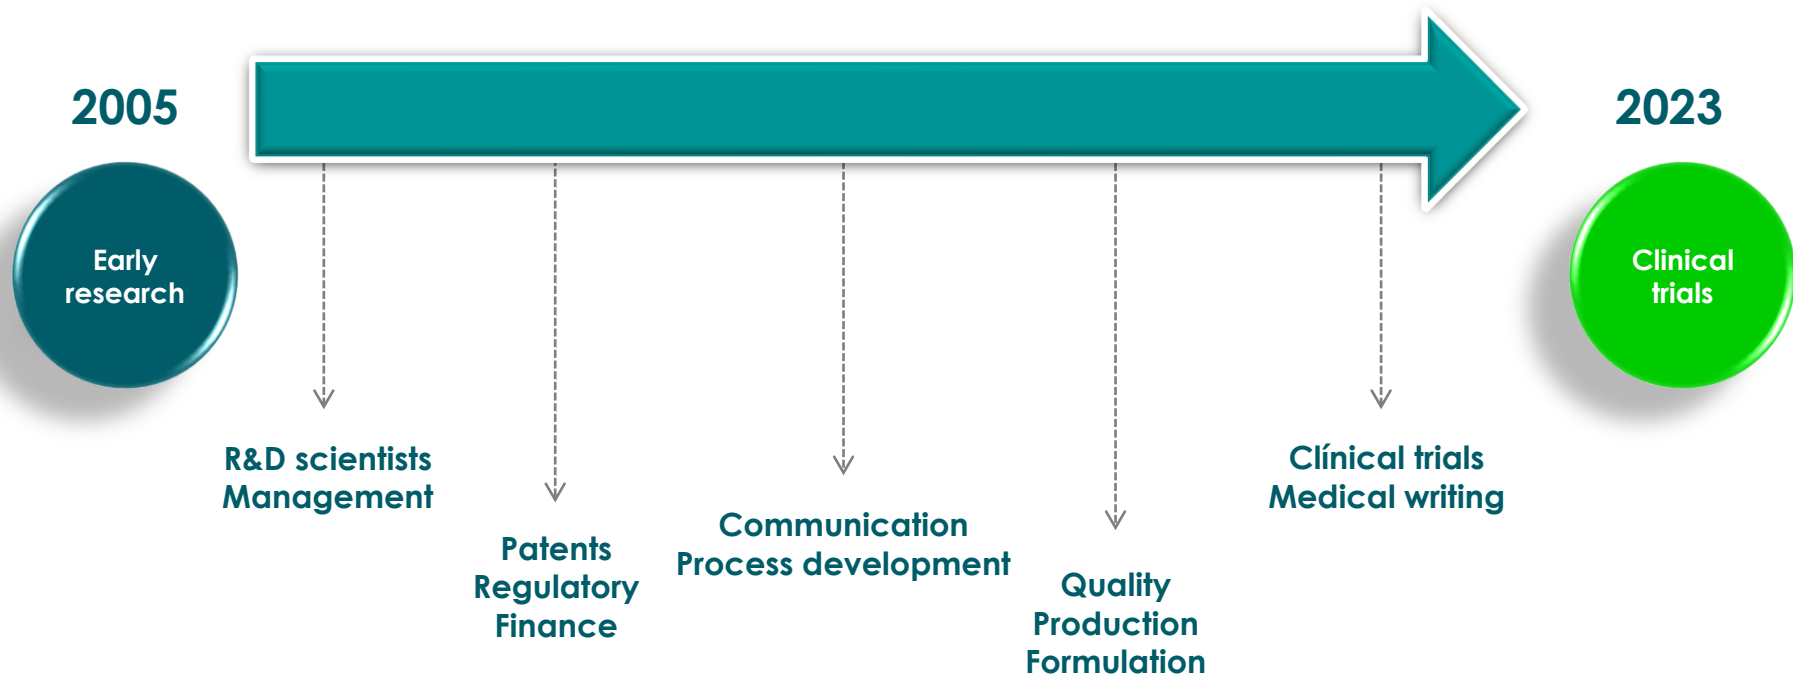 2005
2023
Early
research
Clinical
trials
R&D scientists
Management
Patents
Regulatory
Finance
Communication
Process development
Quality
Production
Formulation
Clínical trials
Medical writing